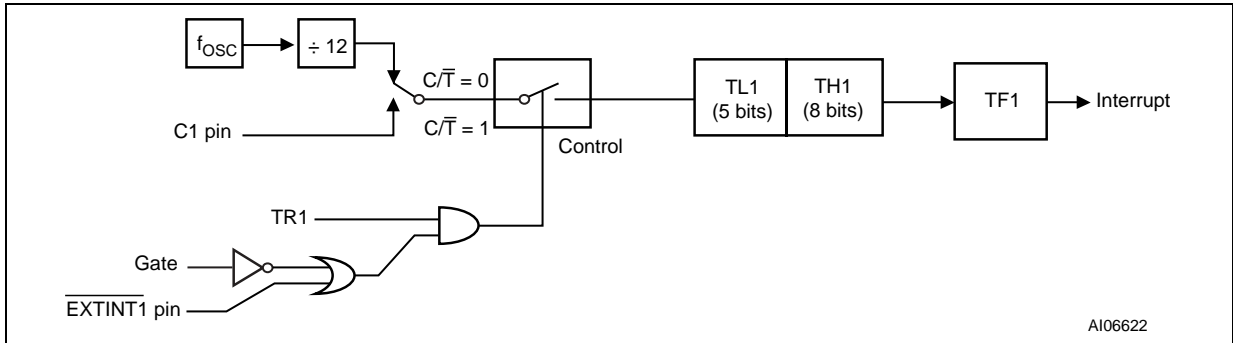 fOSC
÷ 12
C/T̅ = 0
TL1
(5 bits)
TH1
(8 bits)
TF1
Interrupt
C1 pin
C/T̅ = 1
Control
TR1
Gate
E̅X̅T̅I̅N̅T̅1̅ pin
AI06622